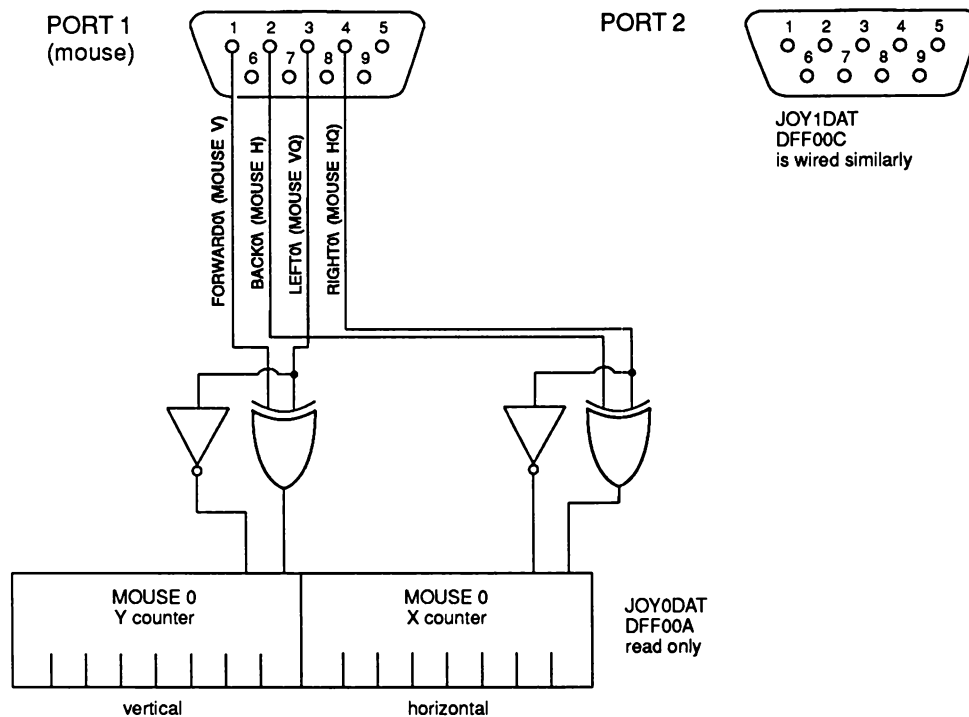 PORT 1
(mouse)
1 2 3 4 5
6 7 8 9
PORT 2
1 2 3 4 5
6 7 8 9
JOY1DAT
DFF00C
is wired similarly
FORWARD0\ (MOUSE V)
BACK0\ (MOUSE H)
LEFT0\ (MOUSE VQ)
RIGHT0\ (MOUSE HQ)
MOUSE 0
Y counter
MOUSE 0
X counter
JOY0DAT
DFF00A
read only
vertical
horizontal